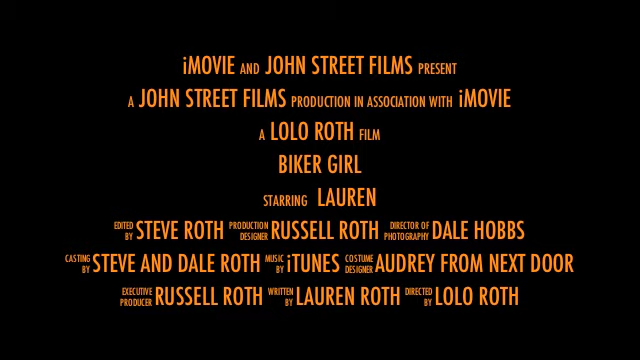 iMOVIE AND JOHN STREET FILMS PRESENT
A JOHN STREET FILMS PRODUCTION IN ASSOCIATION WITH iMOVIE
A LOLO ROTH FILM
BIKER GIRL
STARRING LAUREN
EDITED BY STEVE ROTH PRODUCTION DESIGNER RUSSELL ROTH DIRECTOR OF PHOTOGRAPHY DALE HOBBS
CASTING BY STEVE AND DALE ROTH MUSIC BY iTUNES COSTUME DESIGNER AUDREY FROM NEXT DOOR
EXECUTIVE PRODUCER RUSSELL ROTH WRITTEN BY LAUREN ROTH DIRECTED BY LOLO ROTH